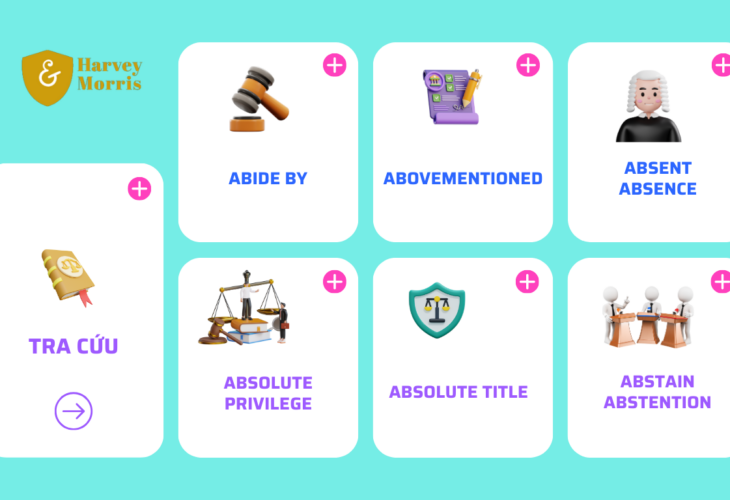 &
Harvey
Morris
ABIDE BY
ABOVEMENTIONED
ABSENT
ABSENCE
TRA CỨU
ABSOLUTE
PRIVILEGE
ABSOLUTE TITLE
ABSTAIN
ABSTENTION